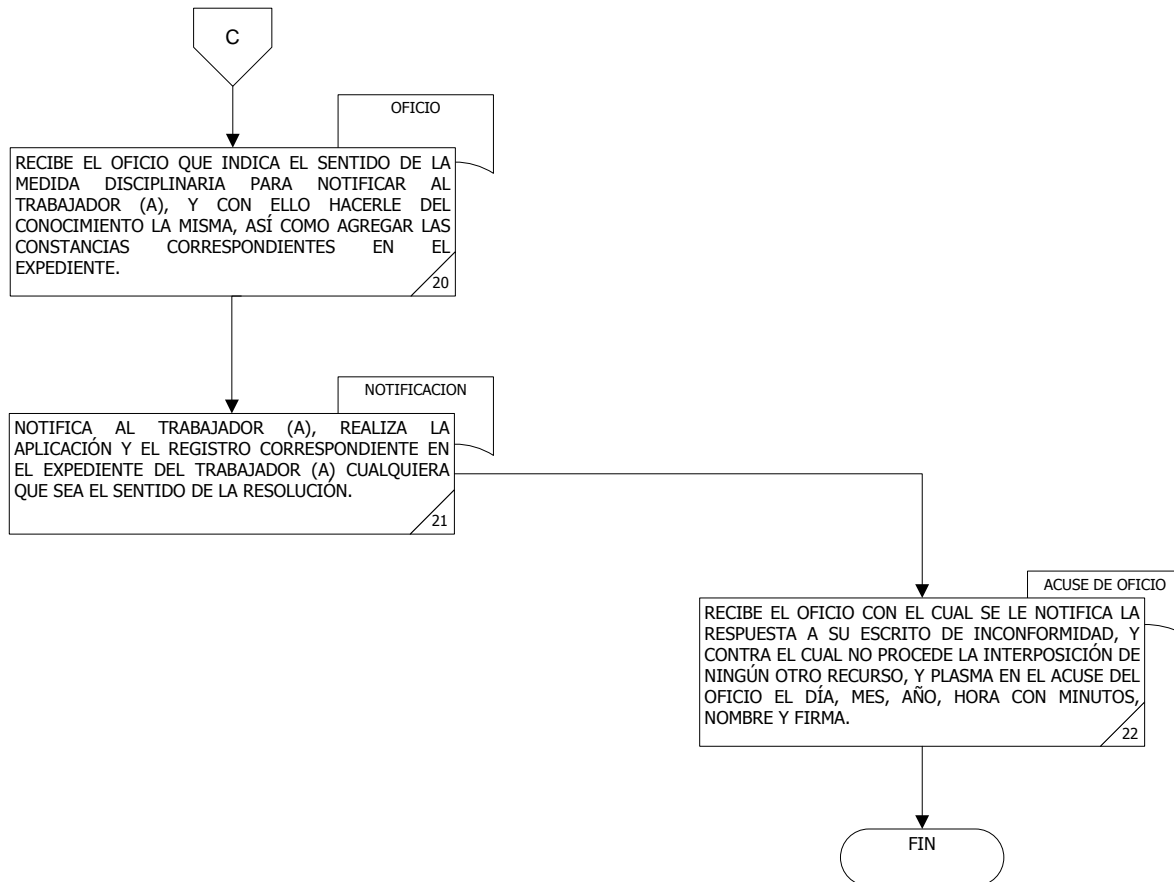 C
OFICIO
RECIBE EL OFICIO QUE INDICA EL SENTIDO DE LA
MEDIDA DISCIPLINARIA PARA NOTIFICAR AL
TRABAJADOR (A), Y CON ELLO HACERLE DEL
CONOCIMIENTO LA MISMA, ASÍ COMO AGREGAR LAS
CONSTANCIAS CORRESPONDIENTES EN EL
EXPEDIENTE.
20
NOTIFICACION
NOTIFICA AL TRABAJADOR (A), REALIZA LA
APLICACIÓN Y EL REGISTRO CORRESPONDIENTE EN
EL EXPEDIENTE DEL TRABAJADOR (A) CUALQUIERA
QUE SEA EL SENTIDO DE LA RESOLUCIÓN.
21
ACUSE DE OFICIO
RECIBE EL OFICIO CON EL CUAL SE LE NOTIFICA LA
RESPUESTA A SU ESCRITO DE INCONFORMIDAD, Y
CONTRA EL CUAL NO PROCEDE LA INTERPOSICIÓN DE
NINGÚN OTRO RECURSO, Y PLASMA EN EL ACUSE DEL
OFICIO EL DÍA, MES, AÑO, HORA CON MINUTOS,
NOMBRE Y FIRMA.
22
FIN